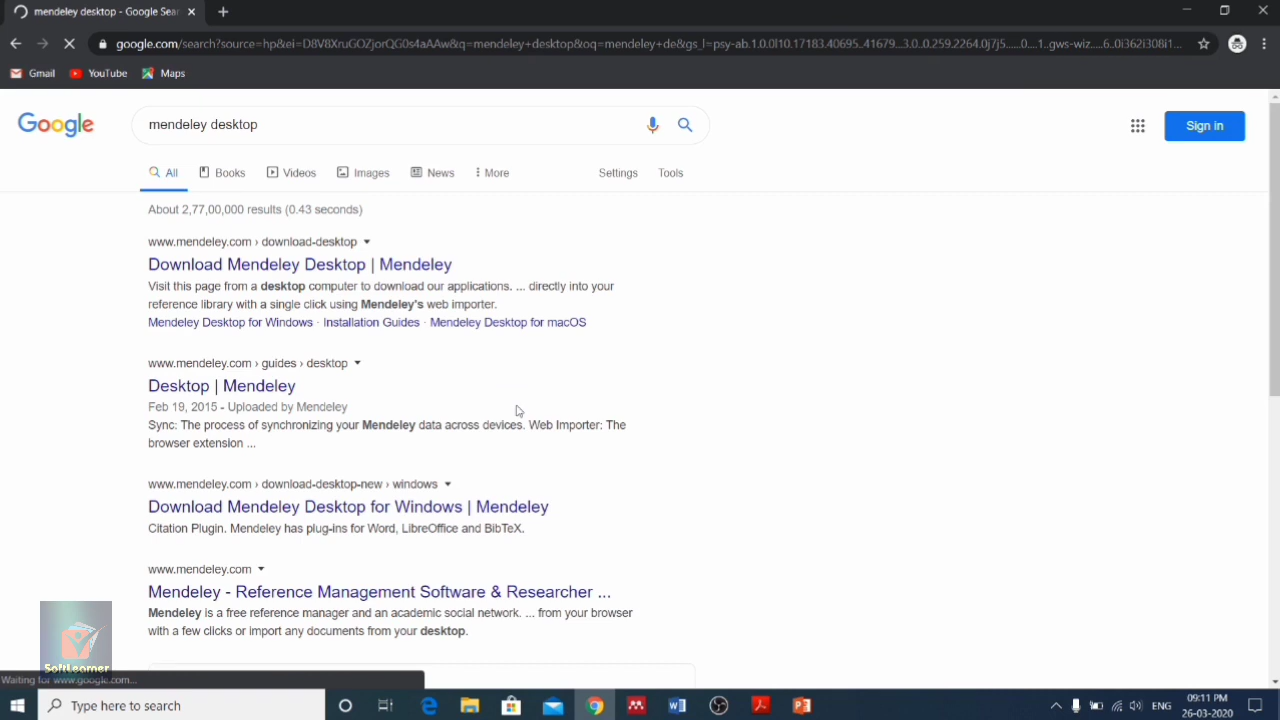 mendeley desktop - Google Sear
google.com/search?source=hp&ei=D8V8XruGOZjorQG0s4aAAw&q=mendeley+desktop&oq=mendeley+de&gs_l=psy-ab.1.0.0l10.17183.40695..41679...3.0..0.259.2264.0j7j5......0....1..gws-wiz.....6..0i362i308i1...
Gmail YouTube Maps
Google
mendeley desktop
Sign in
All Books Videos Images News More Settings Tools
About 2,77,00,000 results (0.43 seconds)
www.mendeley.com › download-desktop
Download Mendeley Desktop | Mendeley
Visit this page from a desktop computer to download our applications. ... directly into your
reference library with a single click using Mendeley's web importer.
Mendeley Desktop for Windows · Installation Guides · Mendeley Desktop for macOS
www.mendeley.com › guides › desktop
Desktop | Mendeley
Feb 19, 2015 - Uploaded by Mendeley
Sync: The process of synchronizing your Mendeley data across devices. Web Importer: The
browser extension ...
www.mendeley.com › download-desktop-new › windows
Download Mendeley Desktop for Windows | Mendeley
Citation Plugin. Mendeley has plug-ins for Word, LibreOffice and BibTeX.
www.mendeley.com
Mendeley - Reference Management Software & Researcher ...
Mendeley is a free reference manager and an academic social network. ... from your browser
with a few clicks or import any documents from your desktop.
SoftLearner
Waiting for www.google.com...
Type here to search
ENG
09:11 PM
26-03-2020